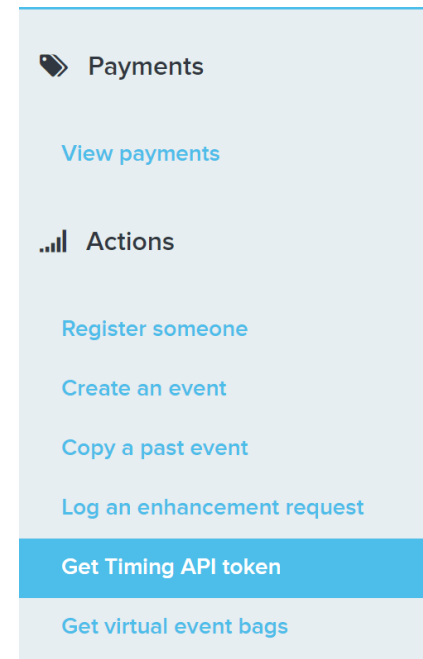 Payments
View payments
Actions
Register someone
Create an event
Copy a past event
Log an enhancement request
Get Timing API token
Get virtual event bags